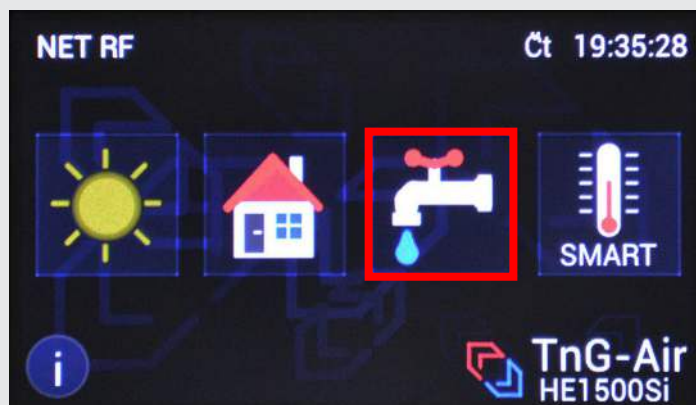 NET RF
Čt 19:35:28
SMART
i
TnG-Air
HE1500Si